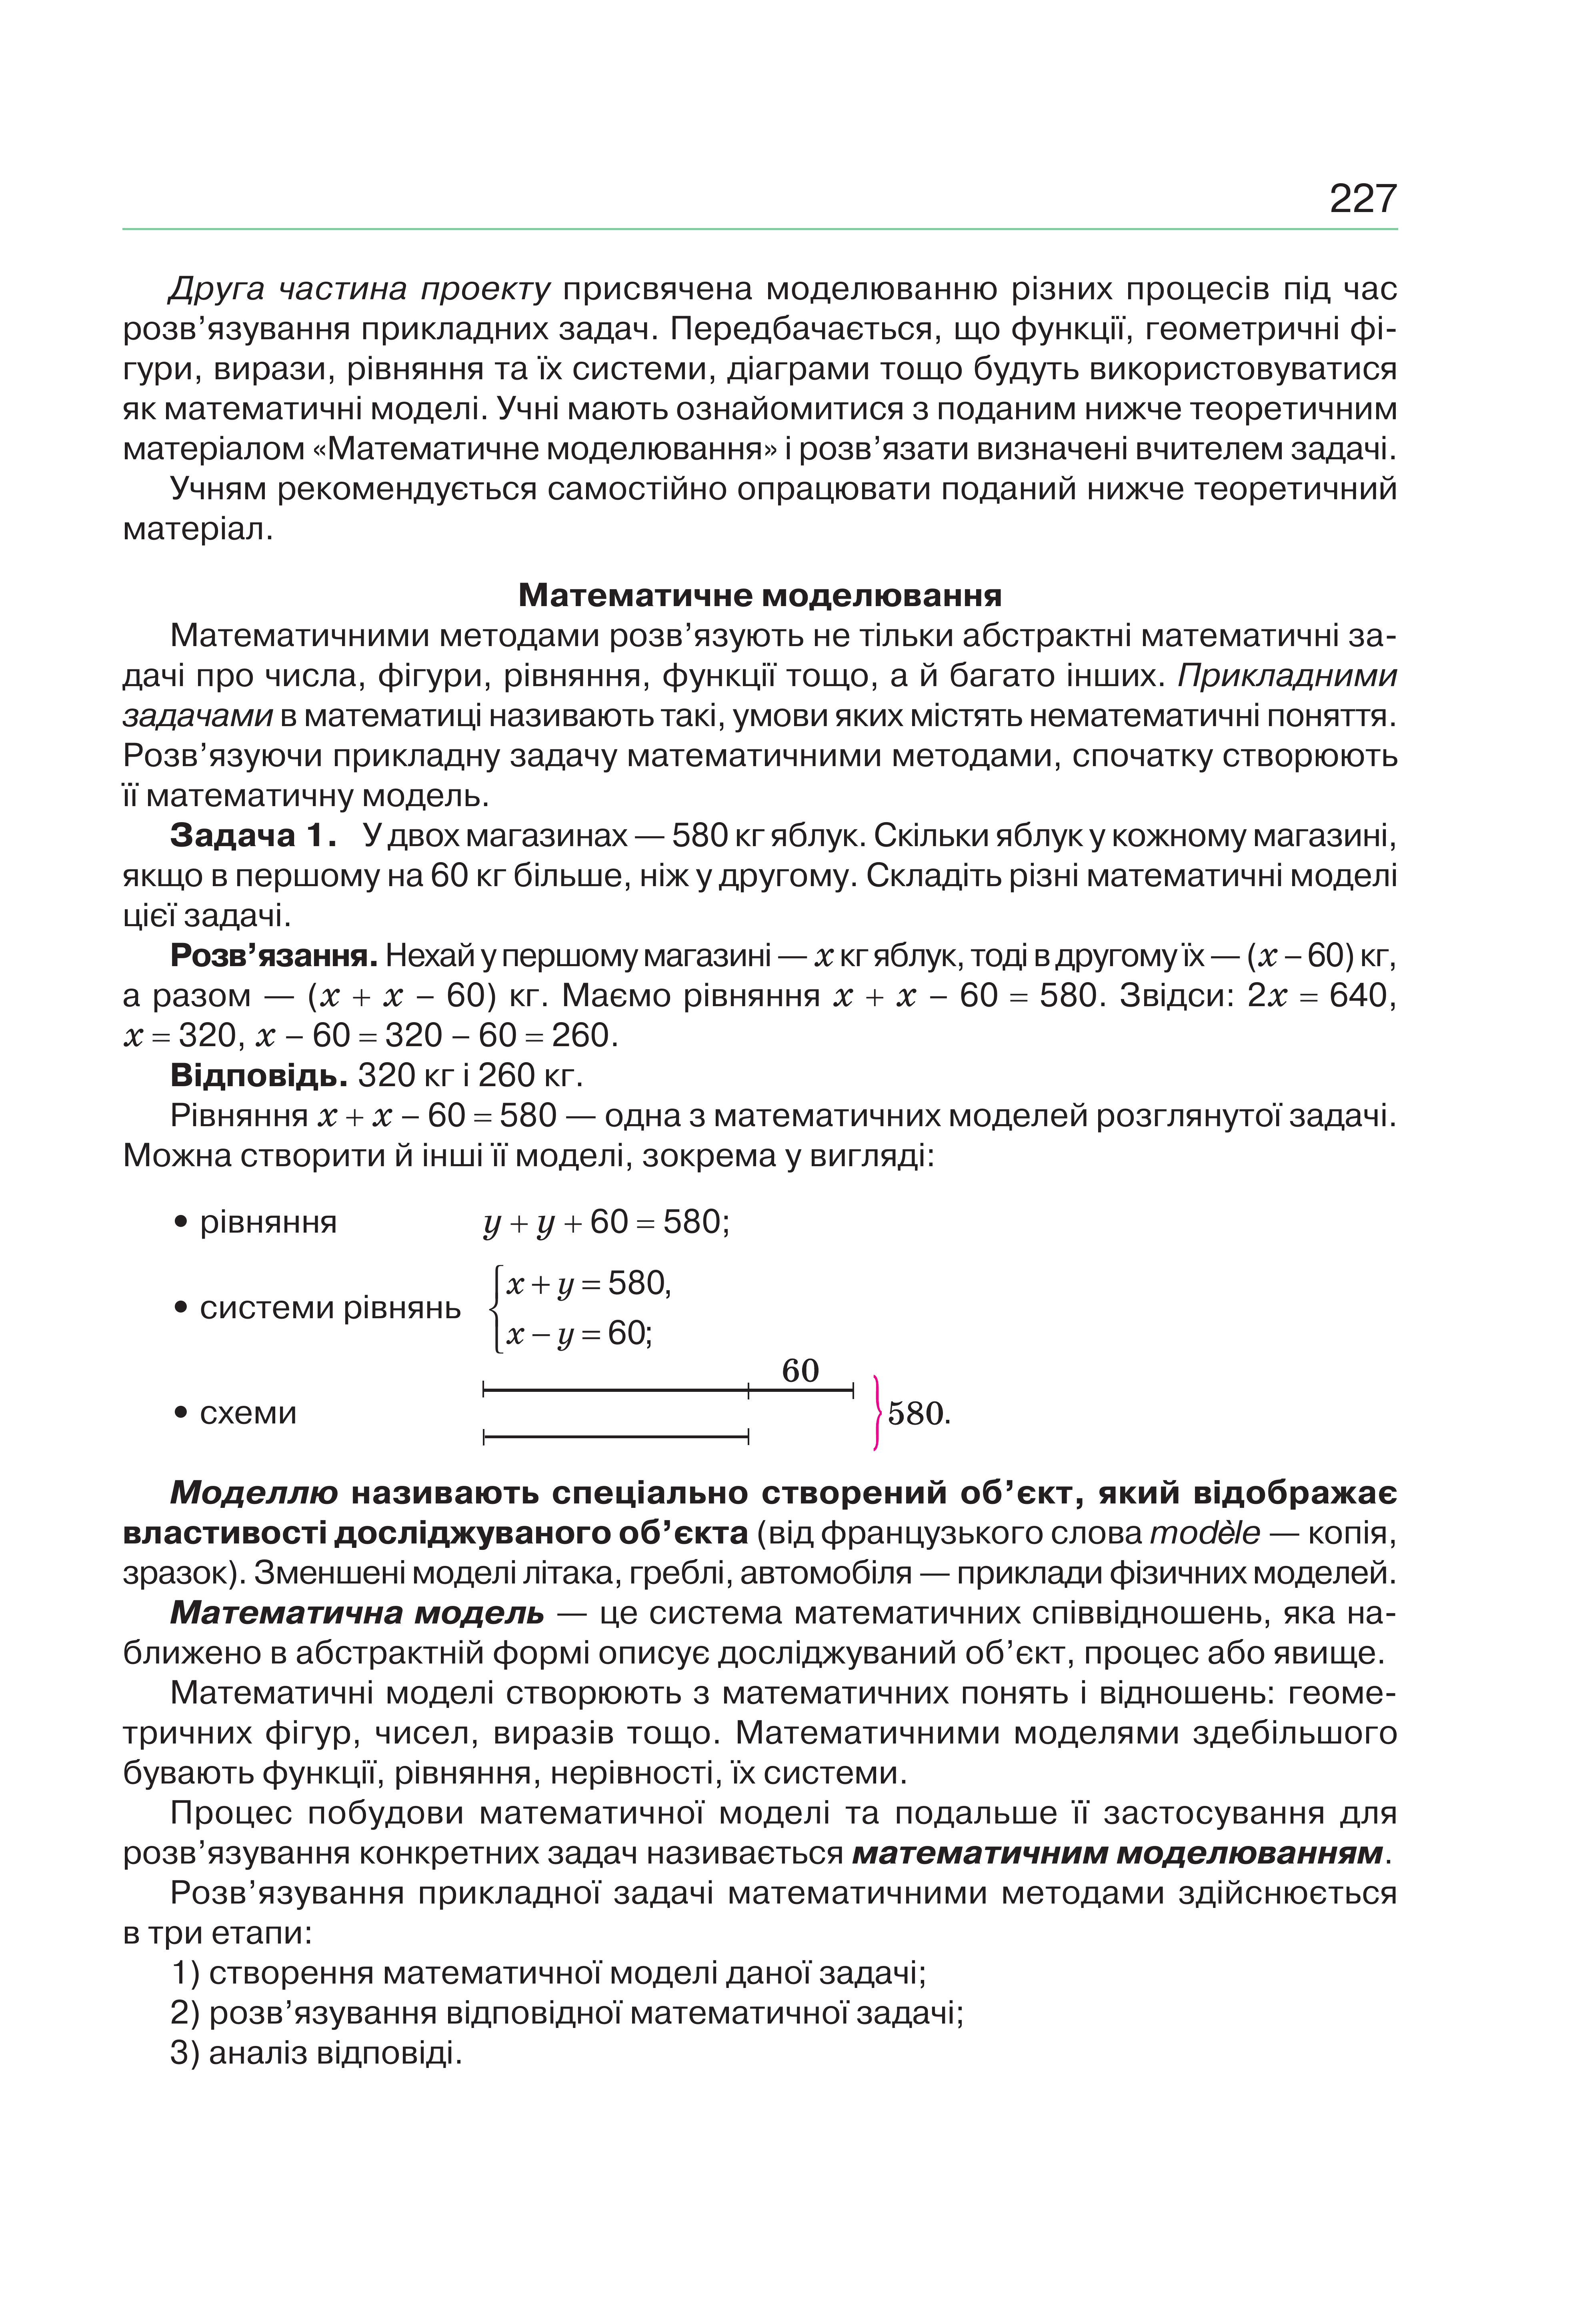 227
Друга частина проекту присвячена моделюванню різних процесів під час
розв’язування прикладних задач. Передбачається, що функції, геометричні фі-
гури, вирази, рівняння та їх системи, діаграми тощо будуть використовуватися
як математичні моделі. Учні мають ознайомитися з поданим нижче теоретичним
матеріалом «Математичне моделювання» і розв’язати визначені вчителем задачі.
Учням рекомендується самостійно опрацювати поданий нижче теоретичний
матеріал.
Математичне моделювання
Математичними методами розв’язують не тільки абстрактні математичні за-
дачі про числа, фігури, рівняння, функції тощо, а й багато інших. Прикладними
задачами в математиці називають такі, умови яких містять нематематичні поняття.
Розв’язуючи прикладну задачу математичними методами, спочатку створюють
її математичну модель.
Задача 1. У двох магазинах — 580 кг яблук. Скільки яблук у кожному магазині,
якщо в першому на 60 кг більше, ніж у другому. Складіть різні математичні моделі
цієї задачі.
Розв’язання. Нехай у першому магазині — x кг яблук, тоді в другому їх — (x – 60) кг,
а разом — (x + x – 60) кг. Маємо рівняння x + x – 60 = 580. Звідси: 2x = 640,
x = 320, x – 60 = 320 – 60 = 260.
Відповідь. 320 кг і 260 кг.
Рівняння x + x – 60 = 580 — одна з математичних моделей розглянутої задачі.
Можна створити й інші її моделі, зокрема у вигляді:
• рівняння y + y + 60 = 580;
x + y = 580,
• системи рівнянь
x – y = 60;
60
• схеми 580.
Моделлю називають спеціально створений об’єкт, який відображає
властивості досліджуваного об’єкта (від французького слова modèle — копія,
зразок). Зменшені моделі літака, греблі, автомобіля — приклади фізичних моделей.
Математична модель — це система математичних співвідношень, яка на-
ближено в абстрактній формі описує досліджуваний об’єкт, процес або явище.
Математичні моделі створюють з математичних понять і відношень: геоме-
тричних фігур, чисел, виразів тощо. Математичними моделями здебільшого
бувають функції, рівняння, нерівності, їх системи.
Процес побудови математичної моделі та подальше її застосування для
розв’язування конкретних задач називається математичним моделюванням.
Розв’язування прикладної задачі математичними методами здійснюється
в три етапи:
1) створення математичної моделі даної задачі;
2) розв’язування відповідної математичної задачі;
3) аналіз відповіді.